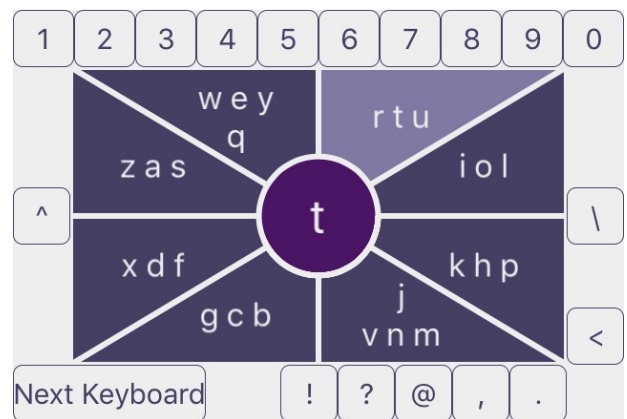 1 2 3 4 5 6 7 8 9 0
w e y
q
r t u
z a s
i o l
^
t
\
x d f
k h p
g c b
j
v n m
<
Next Keyboard
! ? @ , .